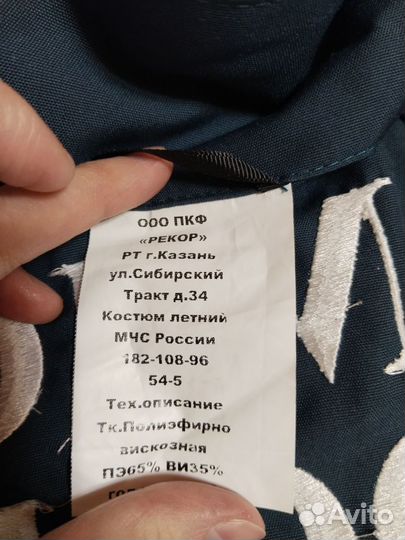 ООО ПКФ
«РЕКОР»
РТ г.Казань
ул.Сибирский
Тракт д.34
Костюм летний
МЧС России
182-108-96
54-5
Тех.описание
Тк.Полиэфирно
вискозная
ПЭ65% ВИ35%
Avito